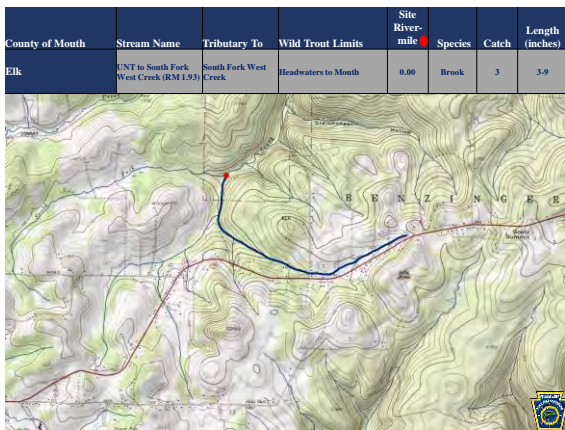 Site
River-
mile
Length
(inches)
County of Mouth Stream Name Tributary To Wild Trout Limits Species Catch
Elk
UNT to South Fork
West Creek (RM 1.93)
South Fork West
Creek
Headwaters to Mouth 0.00 Brook 3 3-9
Fork
B E N Z I N G E R
Summit